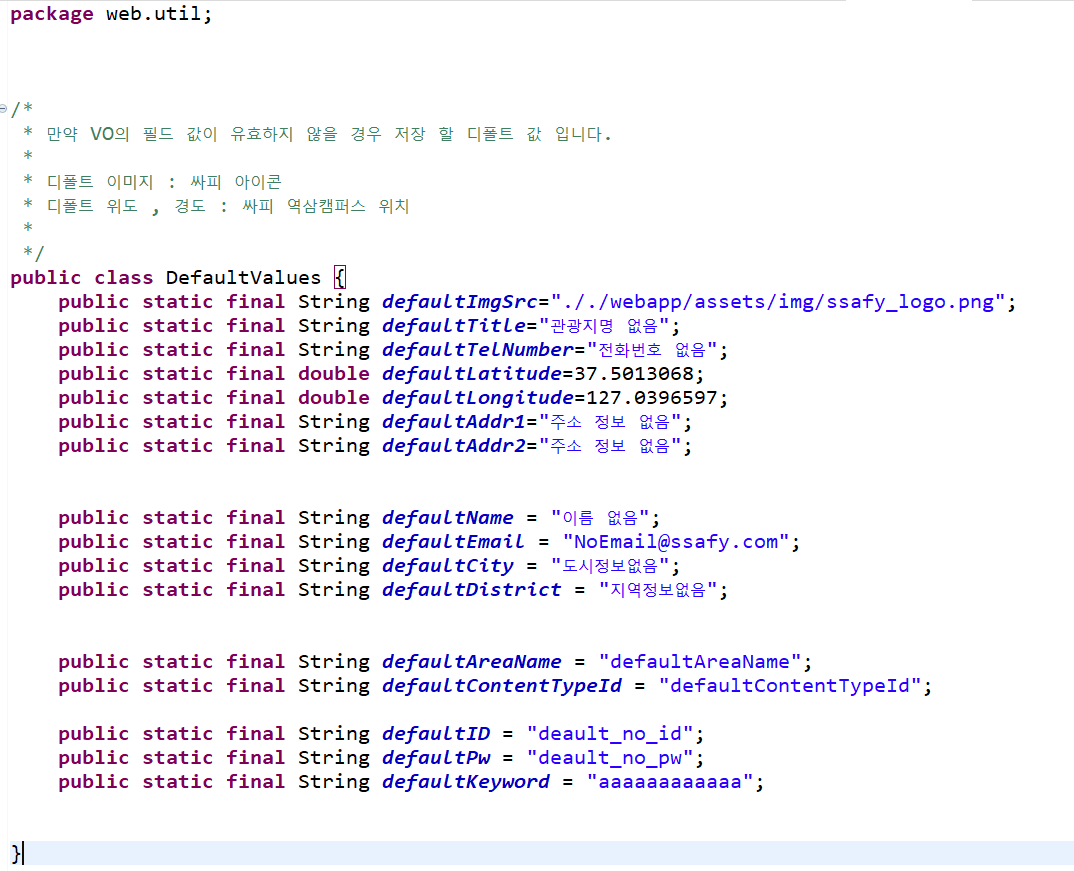 package web.util;
/*
 * 만약 VO의 필드 값이 유효하지 않을 경우 저장 할 디폴트 값 입니다.
 *
 * 디폴트 이미지 : 싸피 아이콘
 * 디폴트 위도 , 경도 : 싸피 역삼캠퍼스 위치
 *
 */
public class DefaultValues {
    public static final String defaultImgSrc="././webapp/assets/img/ssafy_logo.png";
    public static final String defaultTitle="관광지명 없음";
    public static final String defaultTelNumber="전화번호 없음";
    public static final double defaultLatitude=37.5013068;
    public static final double defaultLongitude=127.0396597;
    public static final String defaultAddr1="주소 정보 없음";
    public static final String defaultAddr2="주소 정보 없음";
    public static final String defaultName = "이름 없음";
    public static final String defaultEmail = "NoEmail@ssafy.com";
    public static final String defaultCity = "도시정보없음";
    public static final String defaultDistrict = "지역정보없음";
    public static final String defaultAreaName = "defaultAreaName";
    public static final String defaultContentTypeId = "defaultContentTypeId";
    public static final String defaultID = "deault_no_id";
    public static final String defaultPw = "deault_no_pw";
    public static final String defaultKeyword = "aaaaaaaaaaaa";
}